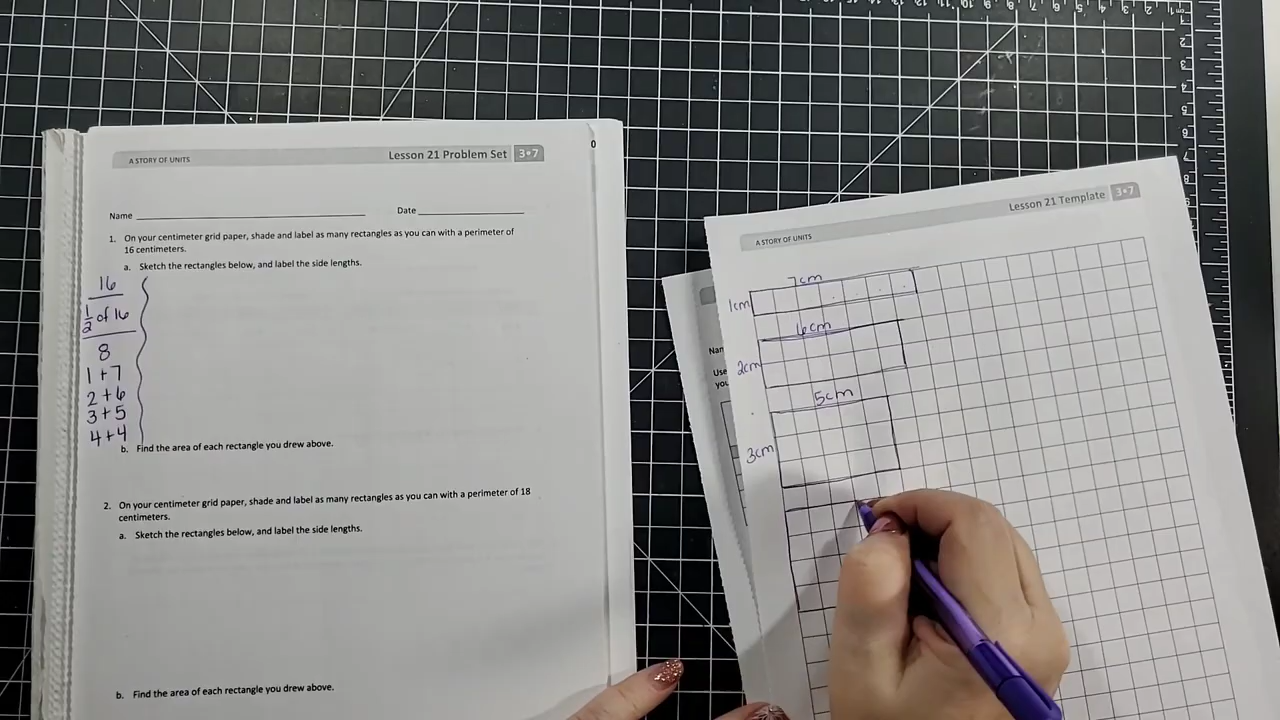 A STORY OF UNITS
Lesson 21 Problem Set 3•7
Name
Date
1. On your centimeter grid paper, shade and label as many rectangles as you can with a perimeter of
16 centimeters.
a. Sketch the rectangles below, and label the side lengths.
16
1/2 of 16
8
1 + 7
2 + 6
3 + 5
4 + 4
b. Find the area of each rectangle you drew above.
2. On your centimeter grid paper, shade and label as many rectangles as you can with a perimeter of 18
centimeters.
a. Sketch the rectangles below, and label the side lengths.
b. Find the area of each rectangle you drew above.
A STORY OF UNITS
Lesson 21 Template 3•7
7cm
1cm
6cm
2cm
5cm
3cm
Use